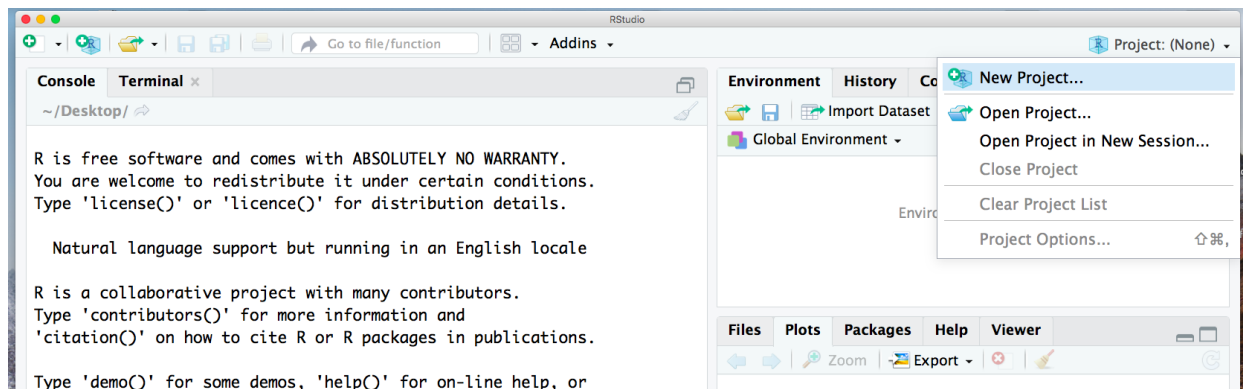 RStudio
Go to file/function Addins Project: (None)
Console Terminal
~/Desktop/
R is free software and comes with ABSOLUTELY NO WARRANTY.
You are welcome to redistribute it under certain conditions.
Type 'license()' or 'licence()' for distribution details.
Natural language support but running in an English locale
R is a collaborative project with many contributors.
Type 'contributors()' for more information and
'citation()' on how to cite R or R packages in publications.
Type 'demo()' for some demos, 'help()' for on-line help, or
Environment History Co
Import Dataset
Global Environment
Envir
New Project...
Open Project...
Open Project in New Session...
Close Project
Clear Project List
Project Options... ⇧⌘,
Files Plots Packages Help Viewer
Zoom Export